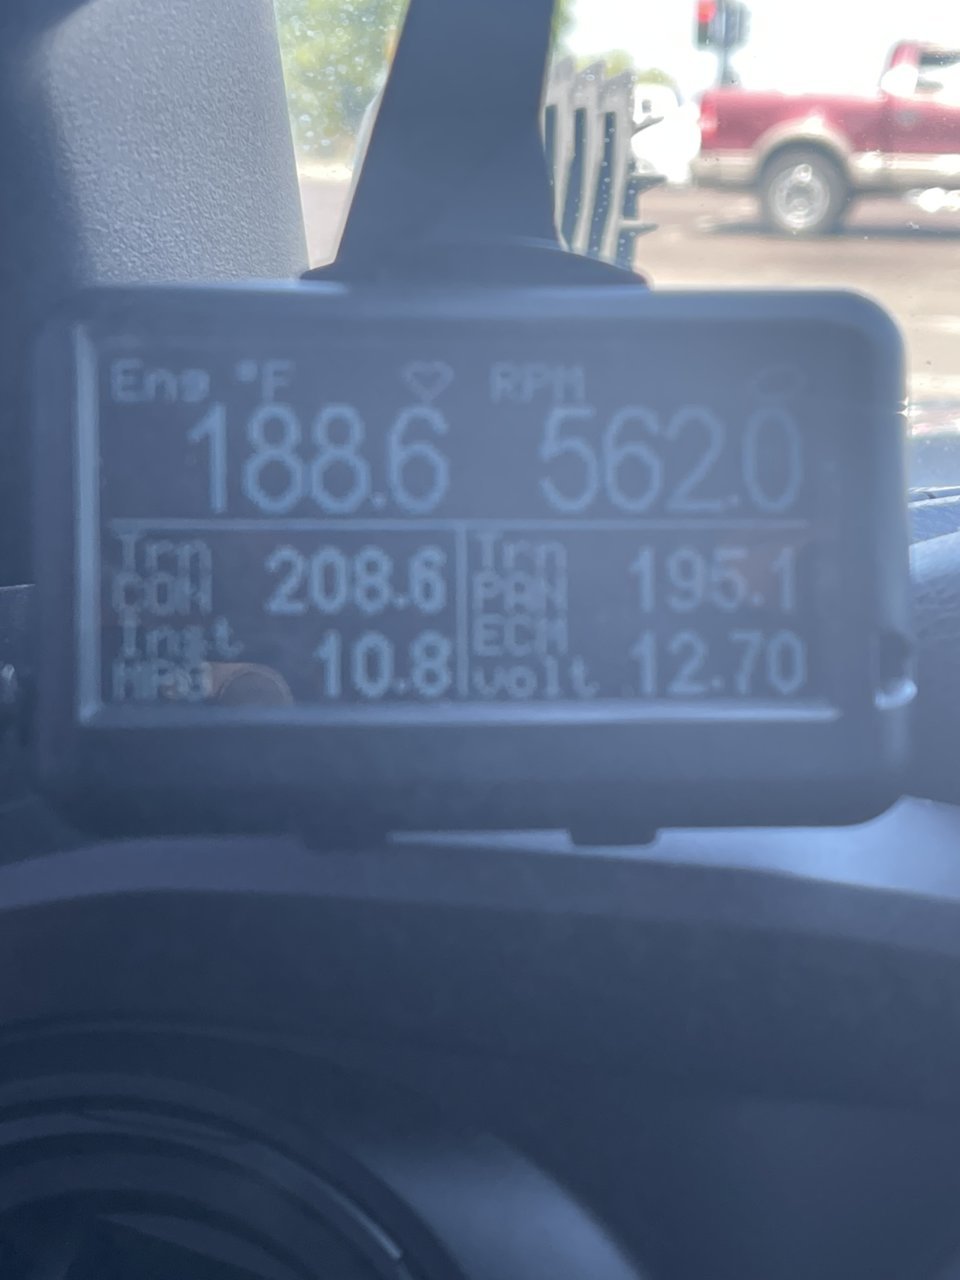 Eng °F RPM
188.6 562.0
Trn CON 208.6 Trn PAN 195.1
Inst MPG 10.8 ECM volt 12.70